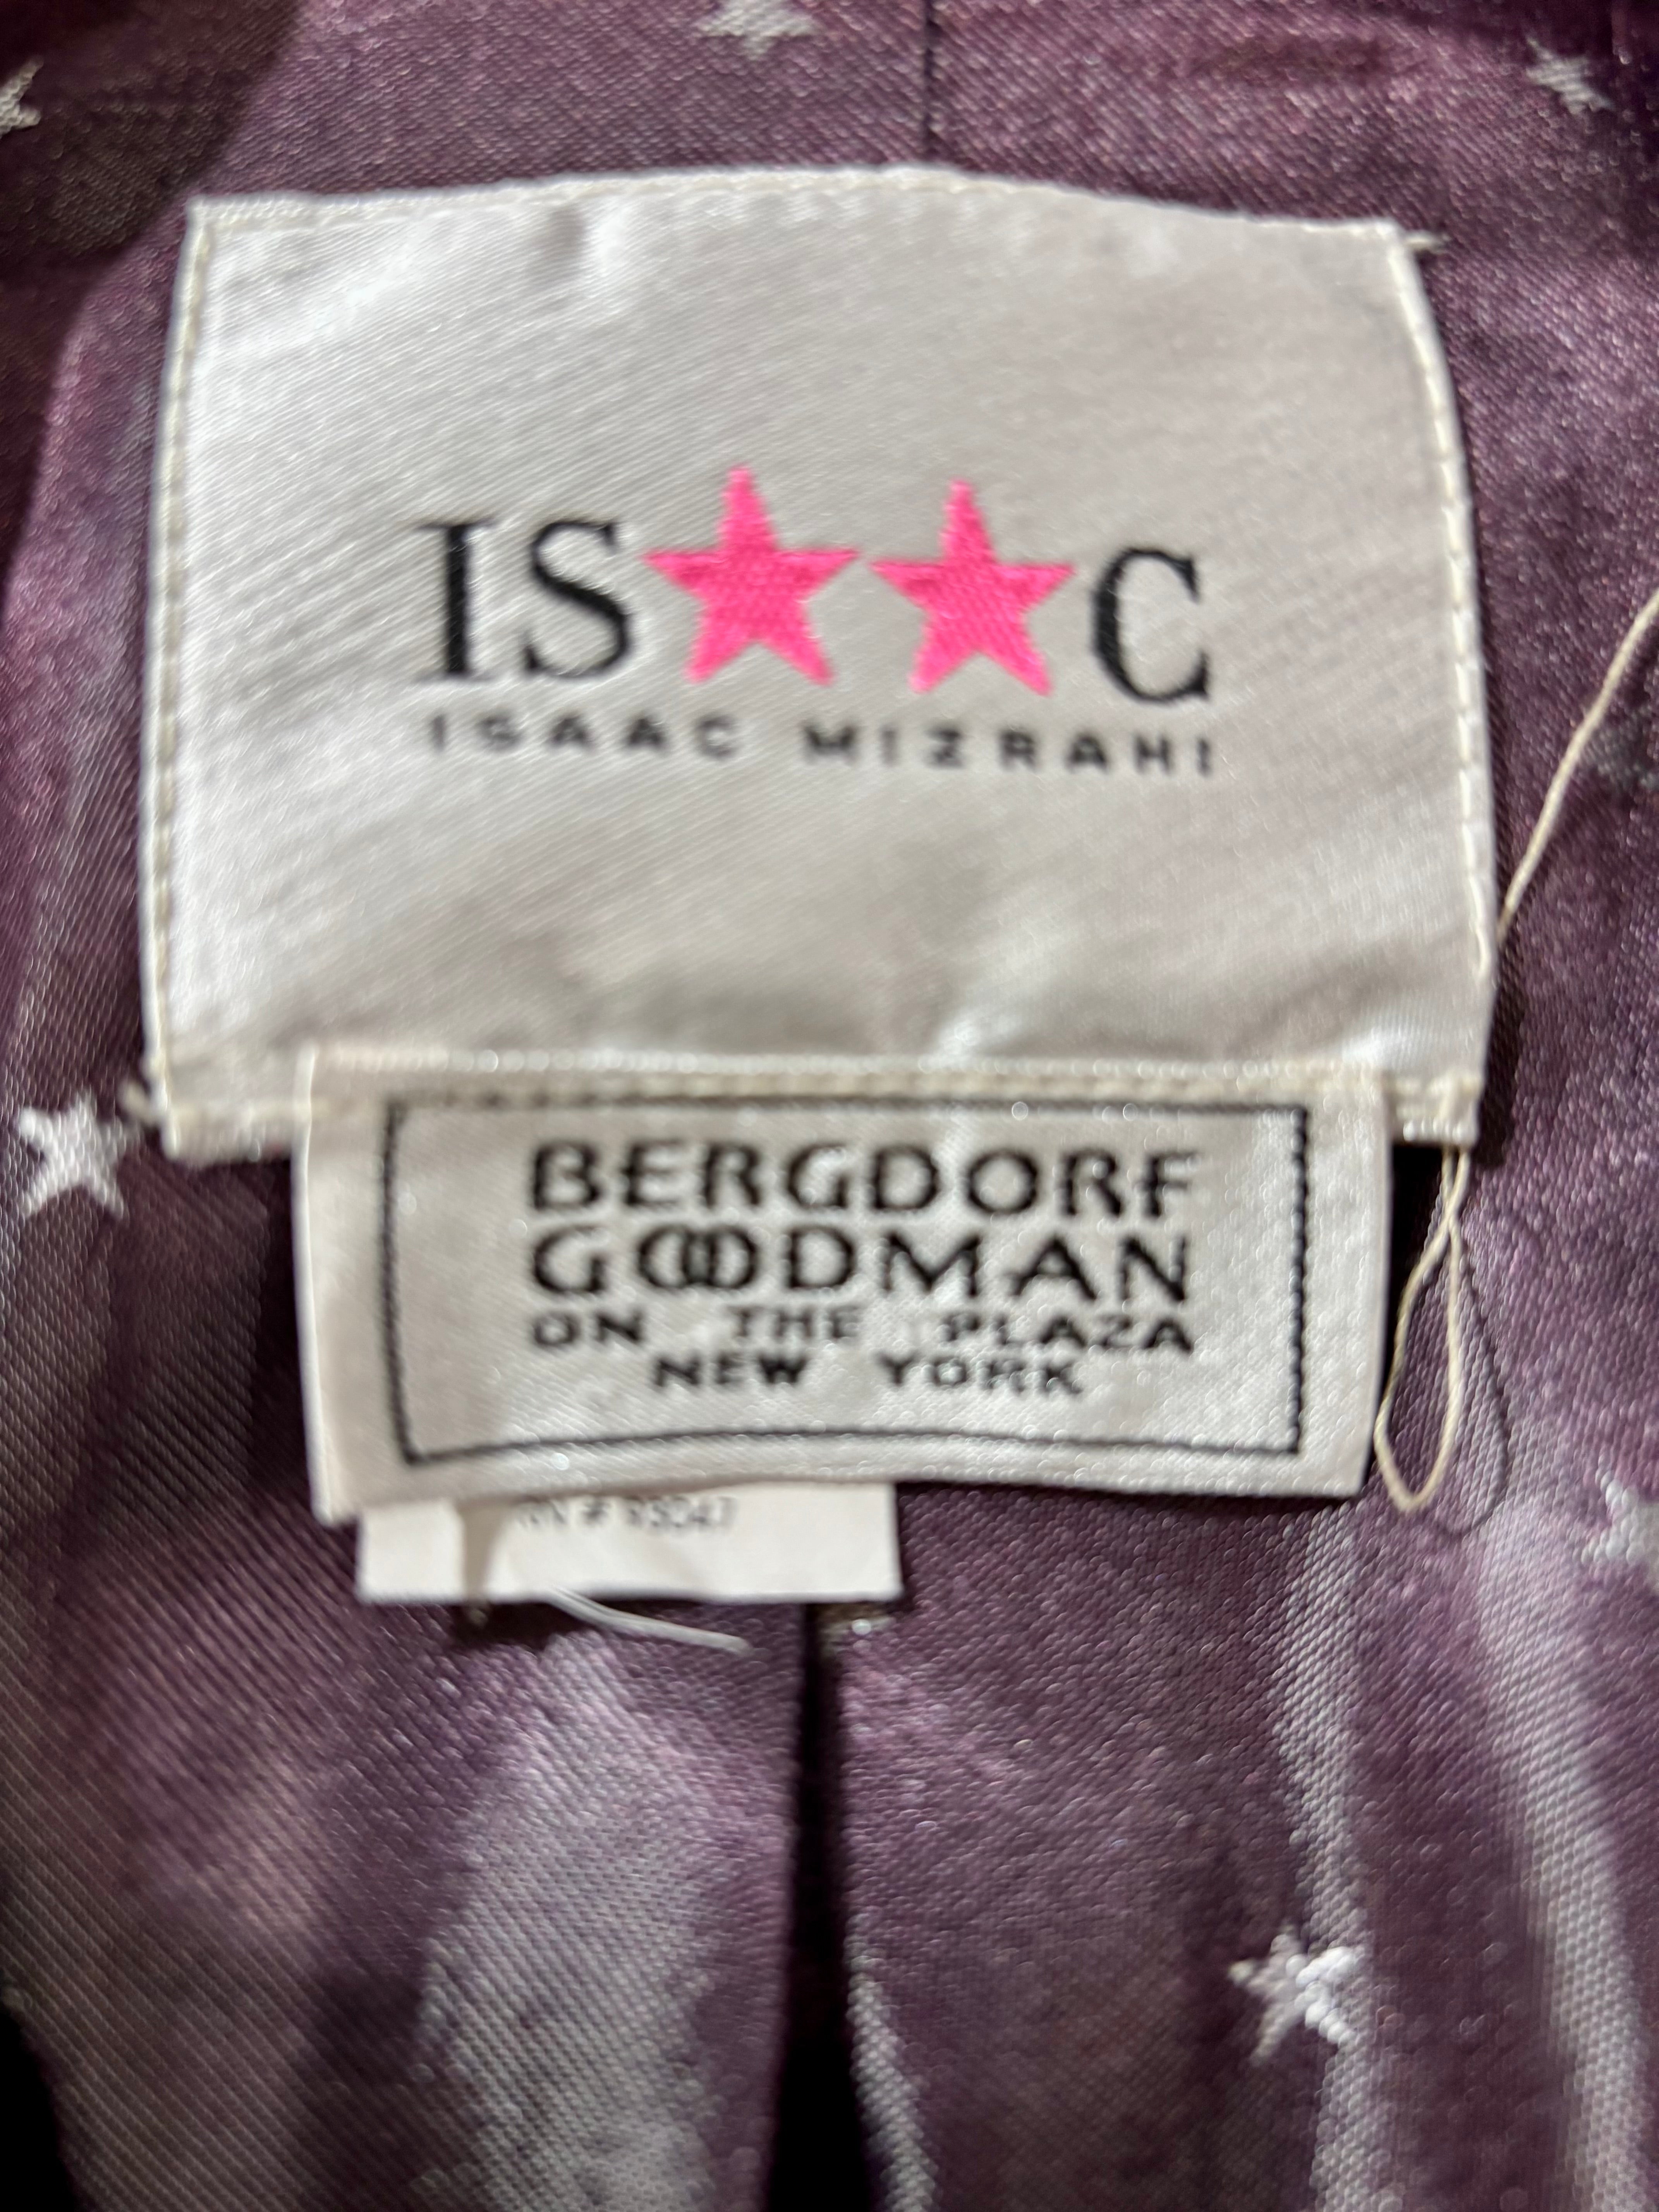 IS★★C
ISAAC MIZRAHI
BERGDORF
GOODMAN
ON THE PLAZA
NEW YORK